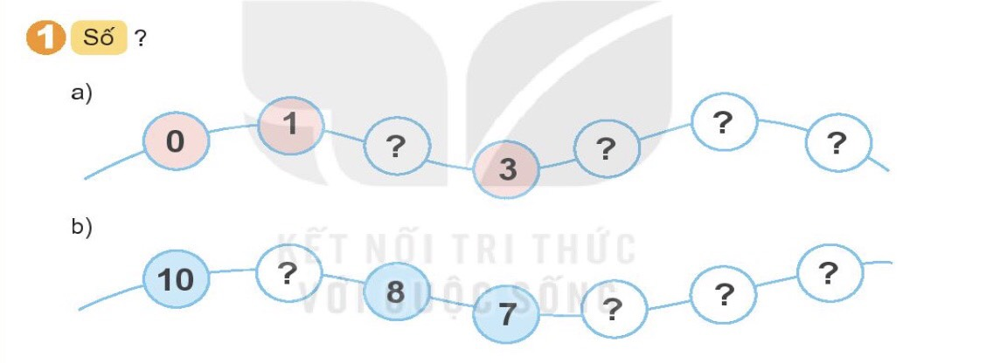 1 Số ?
a)
0 1 ? 3 ? ? ?
b)
10 ? 8 7 ? ? ?
KẾT NỐI TRI THỨC
VỚI CUỘC SỐNG